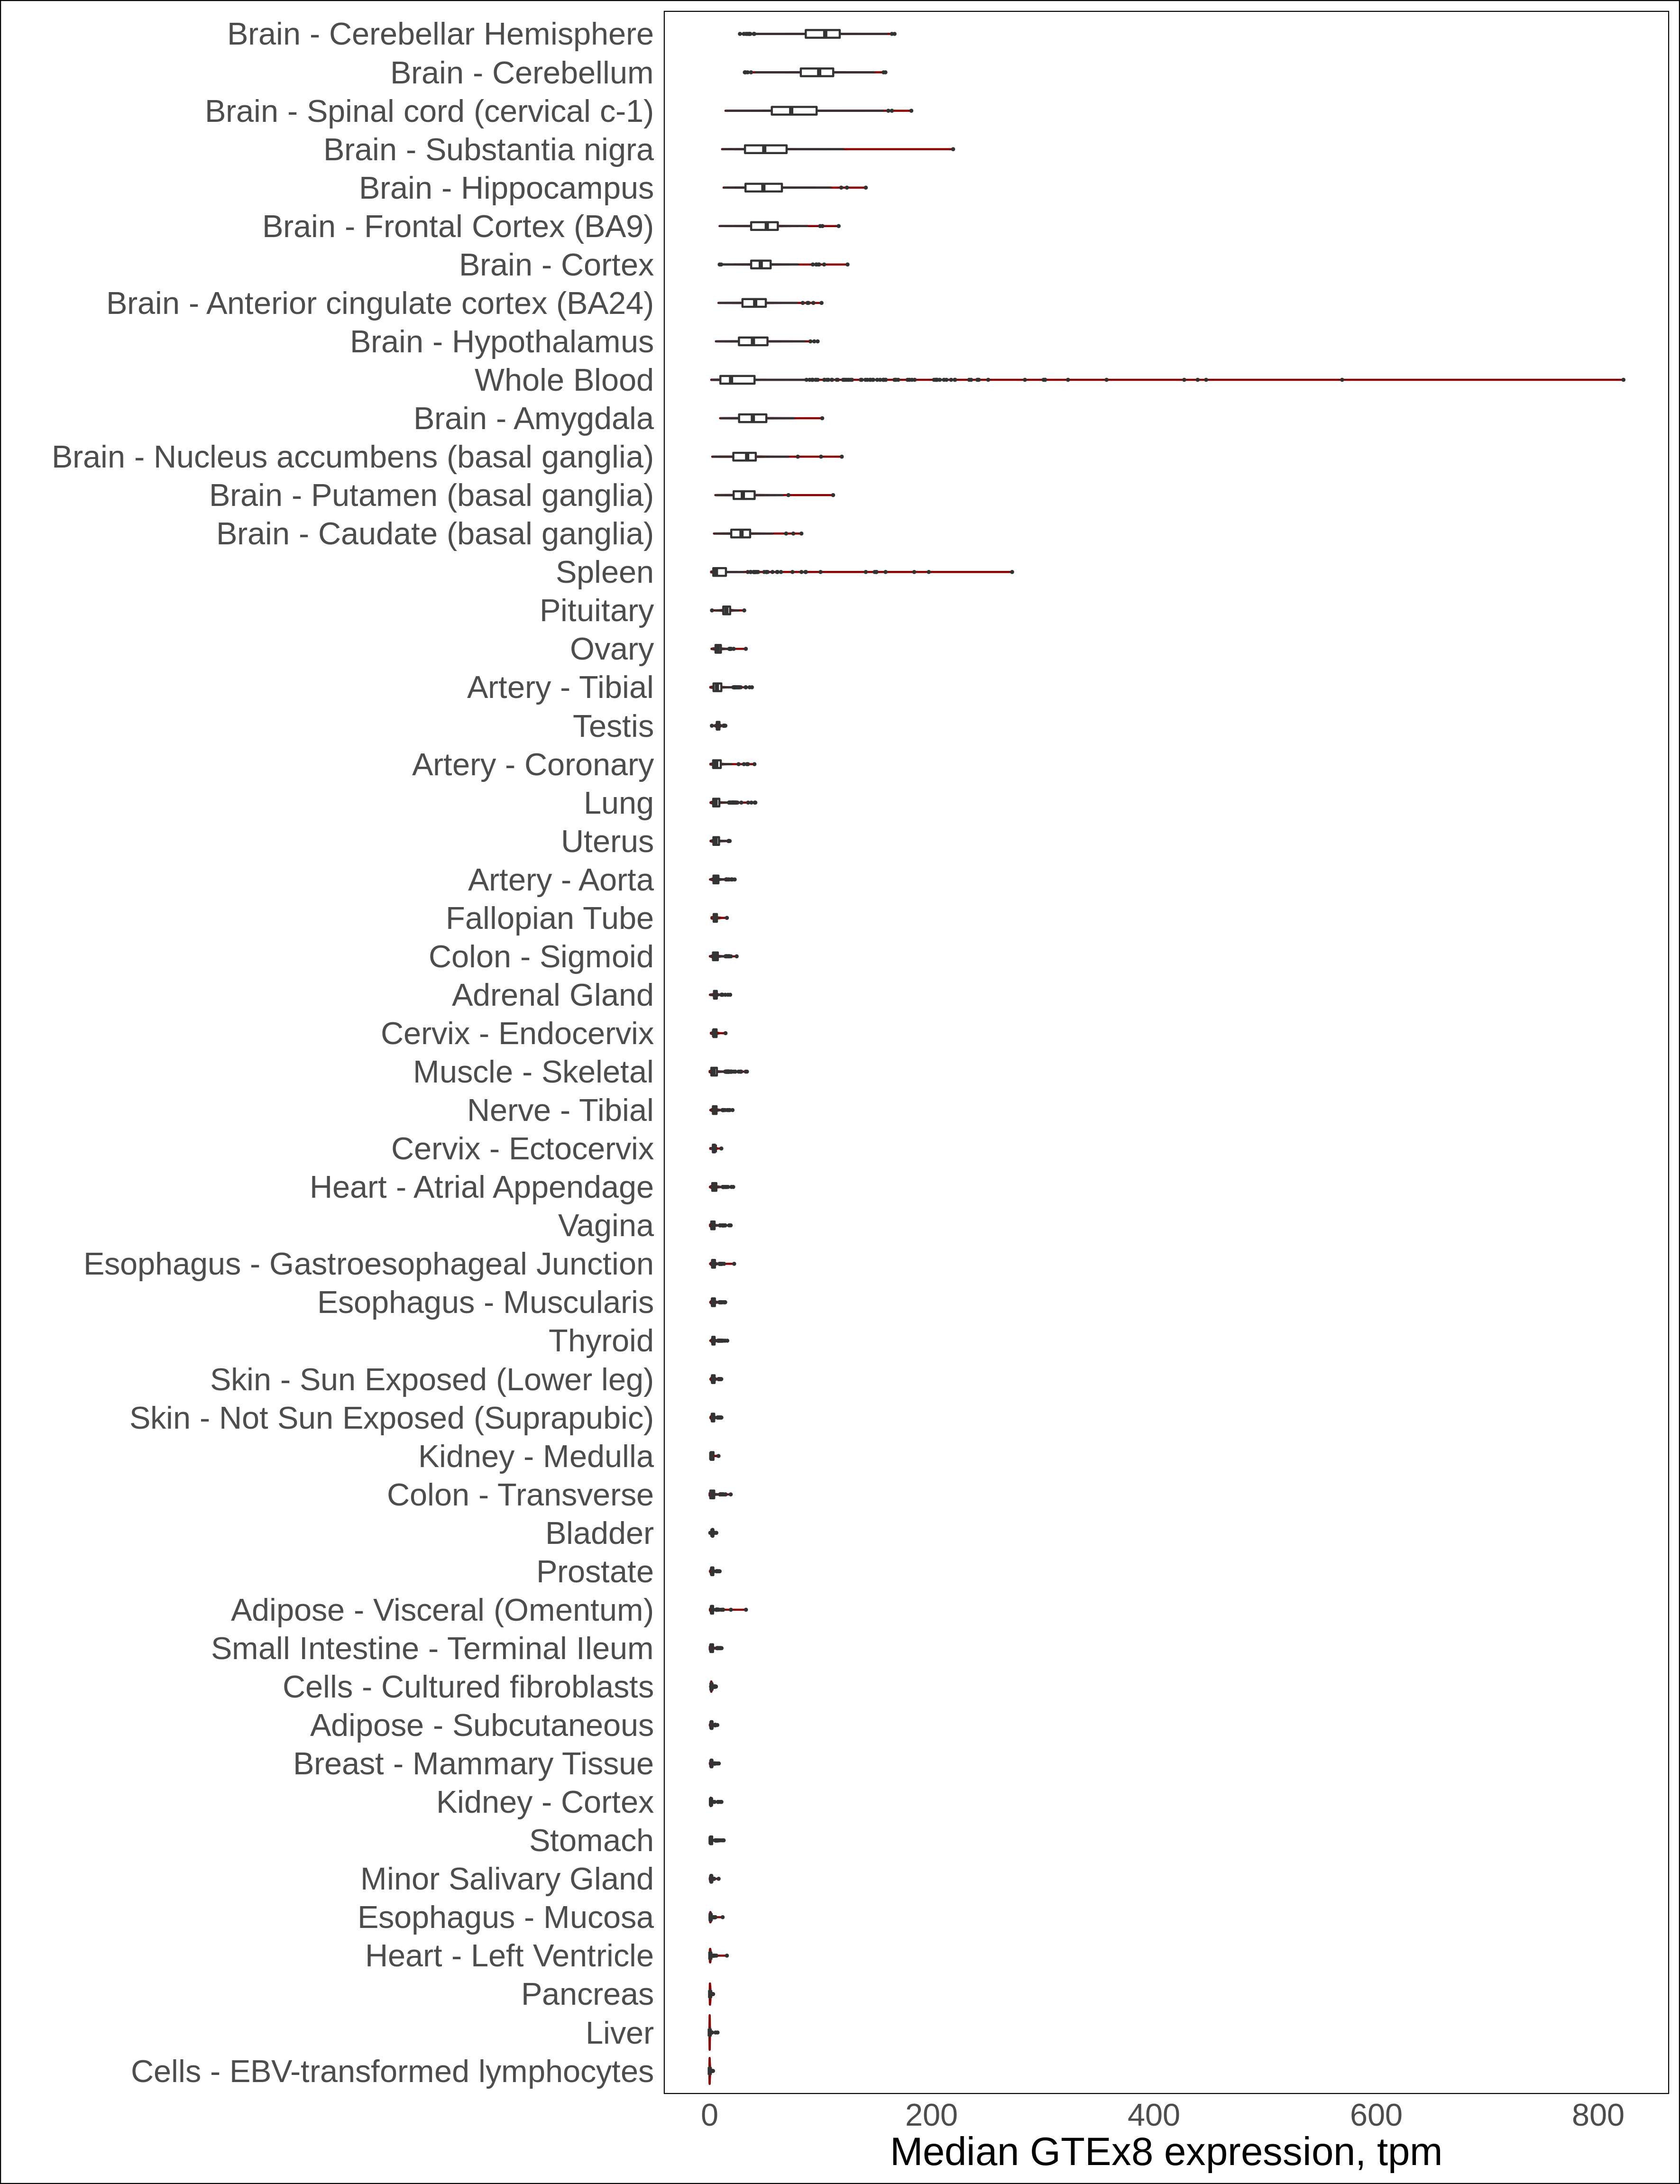 Brain - Cerebellar Hemisphere
Brain - Cerebellum
Brain - Spinal cord (cervical c-1)
Brain - Substantia nigra
Brain - Hippocampus
Brain - Frontal Cortex (BA9)
Brain - Cortex
Brain - Anterior cingulate cortex (BA24)
Brain - Hypothalamus
Whole Blood
Brain - Amygdala
Brain - Nucleus accumbens (basal ganglia)
Brain - Putamen (basal ganglia)
Brain - Caudate (basal ganglia)
Spleen
Pituitary
Ovary
Artery - Tibial
Testis
Artery - Coronary
Lung
Uterus
Artery - Aorta
Fallopian Tube
Colon - Sigmoid
Adrenal Gland
Cervix - Endocervix
Muscle - Skeletal
Nerve - Tibial
Cervix - Ectocervix
Heart - Atrial Appendage
Vagina
Esophagus - Gastroesophageal Junction
Esophagus - Muscularis
Thyroid
Skin - Sun Exposed (Lower leg)
Skin - Not Sun Exposed (Suprapubic)
Kidney - Medulla
Colon - Transverse
Bladder
Prostate
Adipose - Visceral (Omentum)
Small Intestine - Terminal Ileum
Cells - Cultured fibroblasts
Adipose - Subcutaneous
Breast - Mammary Tissue
Kidney - Cortex
Stomach
Minor Salivary Gland
Esophagus - Mucosa
Heart - Left Ventricle
Pancreas
Liver
Cells - EBV-transformed lymphocytes
0 200 400 600 800
Median GTEx8 expression, tpm